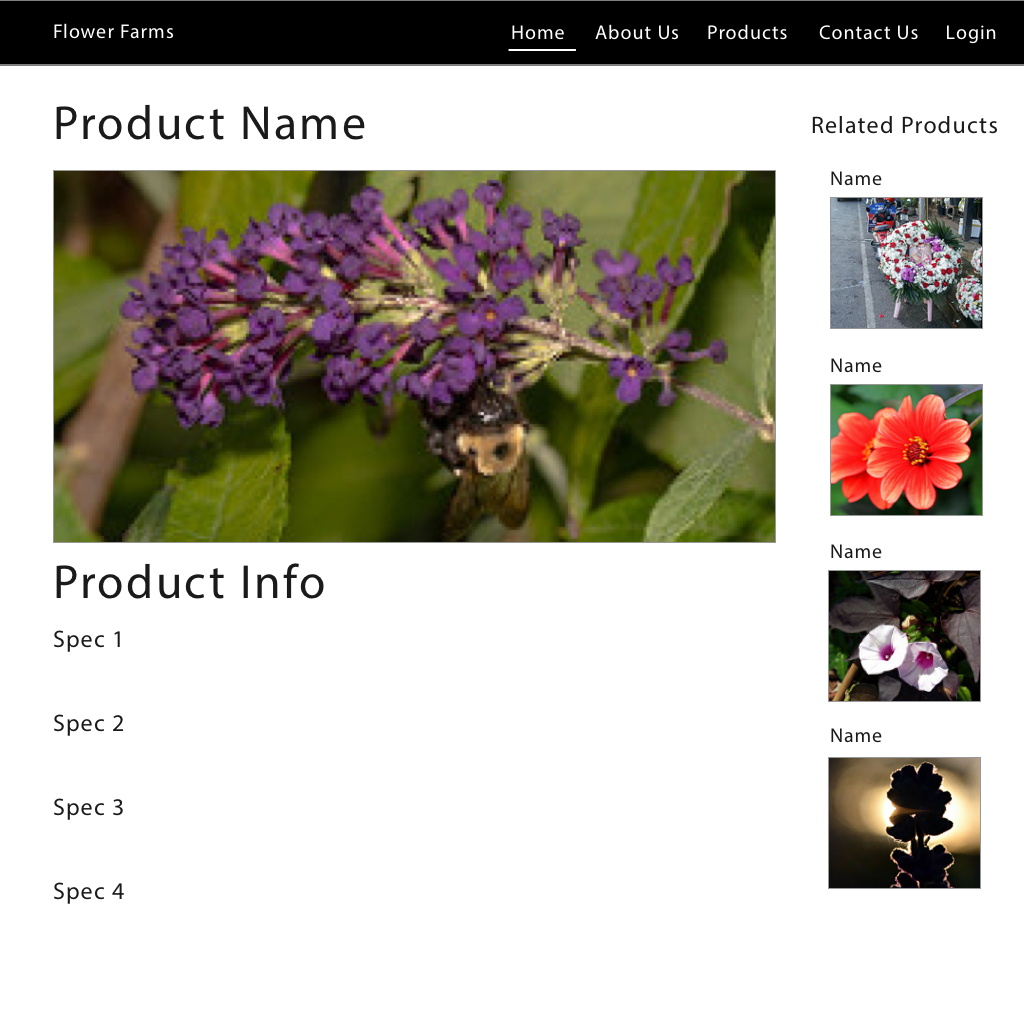 Flower Farms
Home About Us Products Contact Us Login
Product Name
Product Info
Spec 1
Spec 2
Spec 3
Spec 4
Related Products
Name
Name
Name
Name